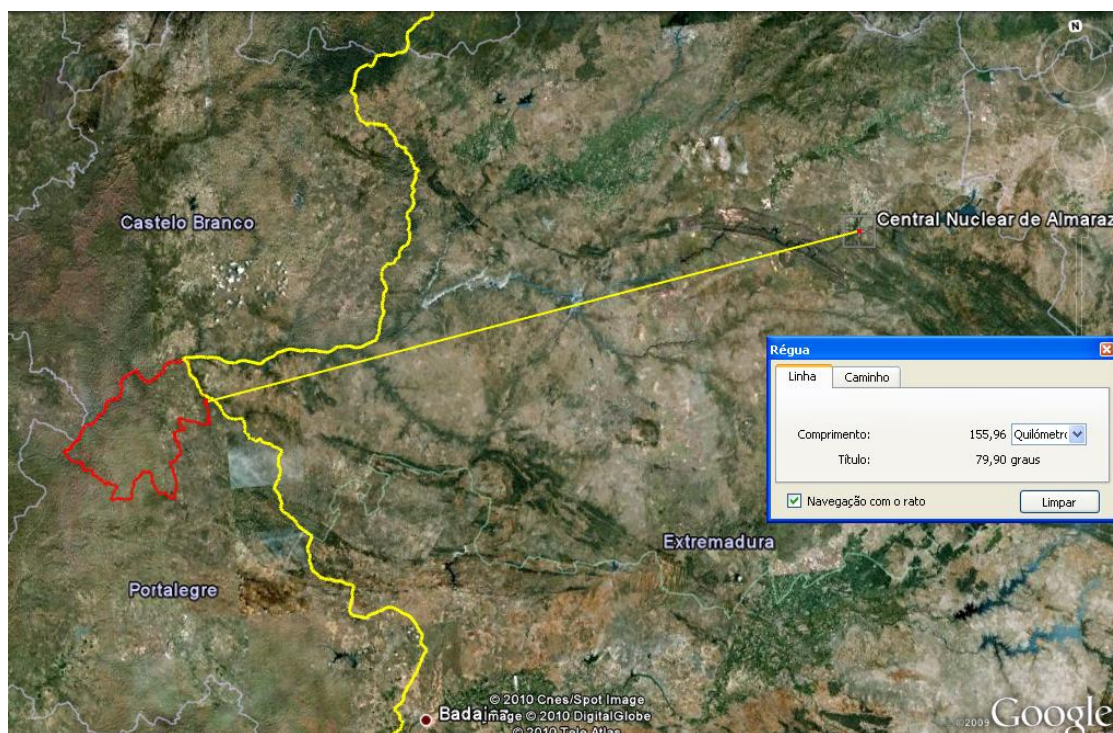 N
Castelo Branco
Central Nuclear de Almaraz
Régua
Linha Caminho
Comprimento: 155,96 Quilómetro
Título: 79,90 graus
Navegação com o rato Limpar
Extremadura
Portalegre
© 2010 Cnes/Spot Image
Image © 2010 DigitalGlobe
© 2010 Tele Atlas
©2009 Google